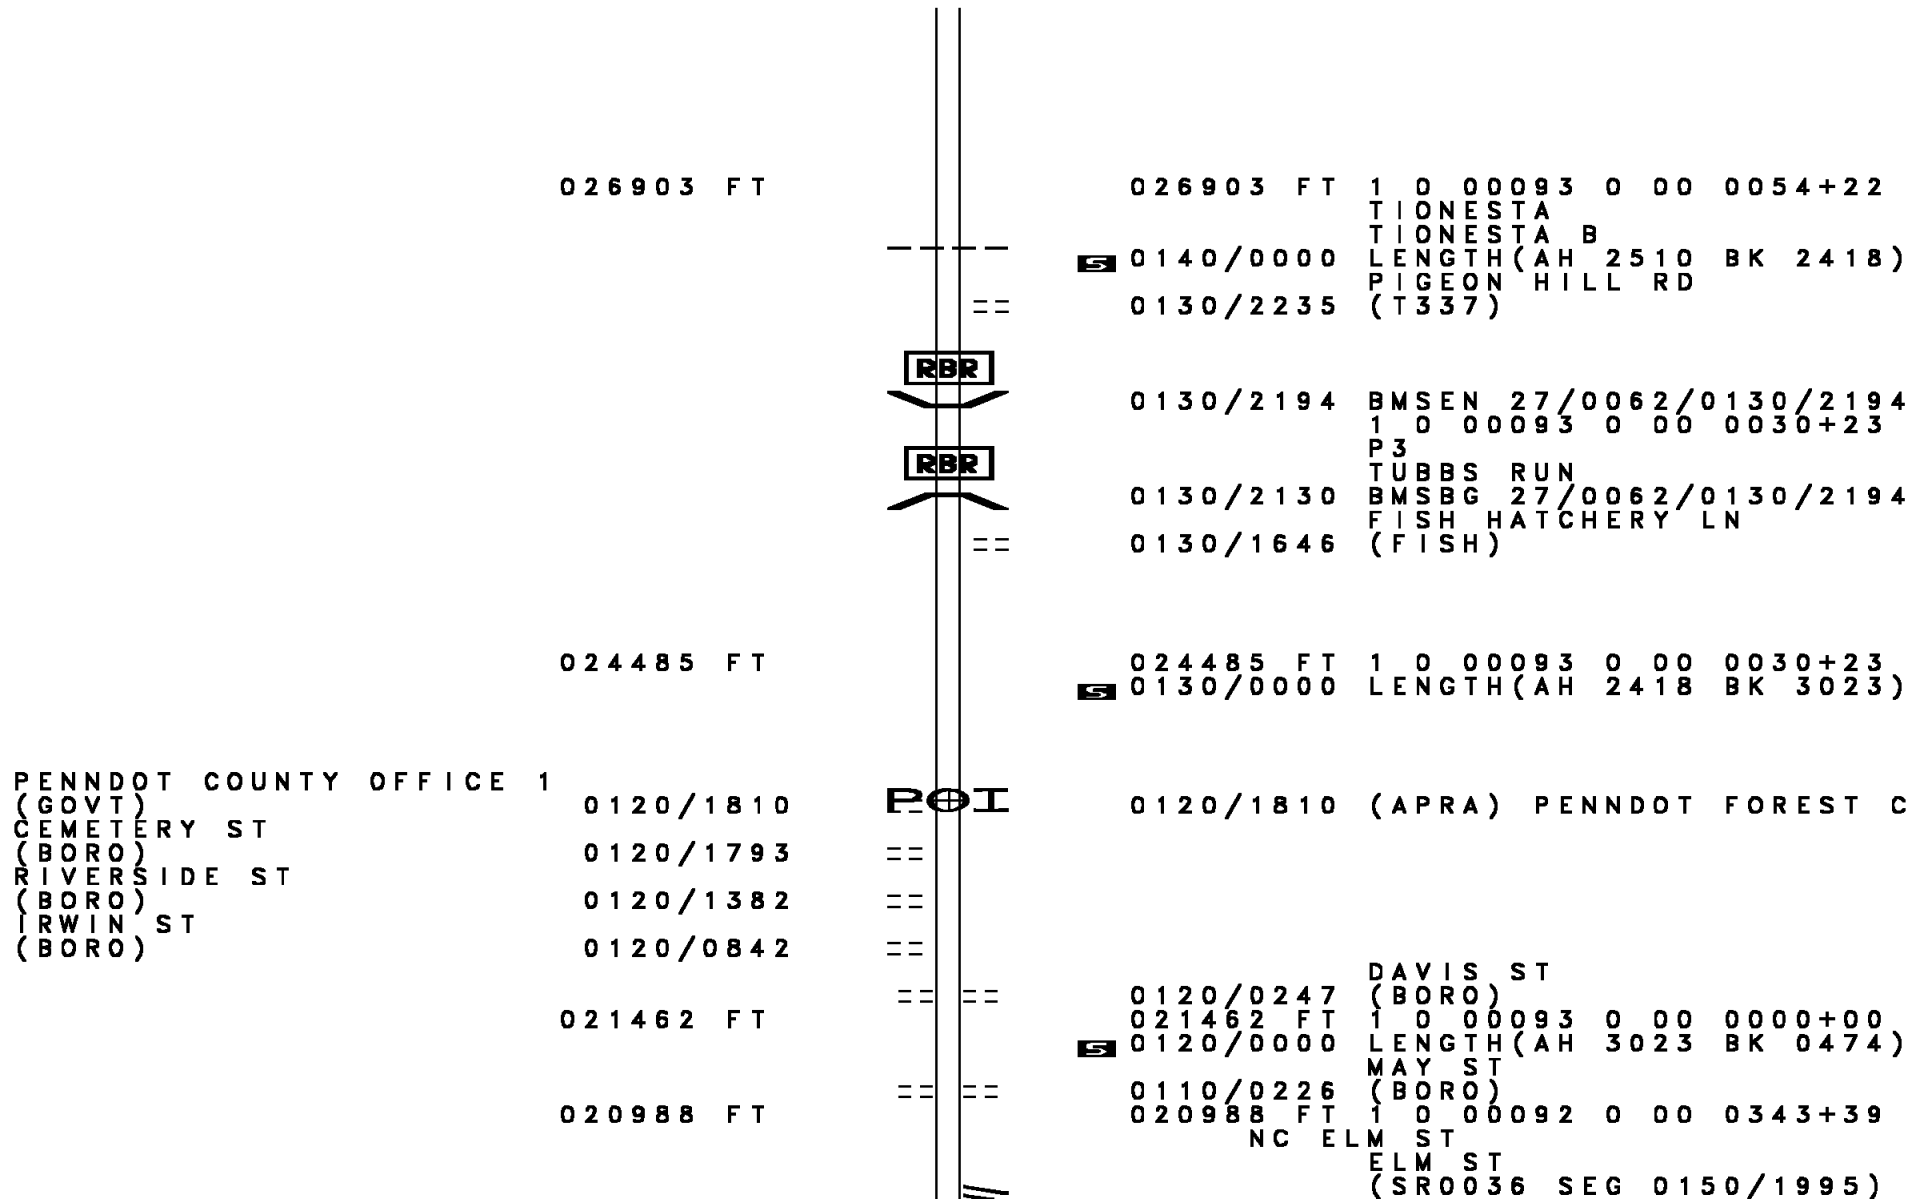 026903 FT 026903 FT 1 0 00093 0 00 0054+22
TIONESTA
TIONESTA B
S 0140/0000 LENGTH(AH 2510 BK 2418)
PIGEON HILL RD
0130/2235 (T337)
RBR
0130/2194 BMSEN 27/0062/0130/2194
1 0 00093 0 00 0030+23
P3
RBR
TUBBS RUN
0130/2130 BMSBG 27/0062/0130/2194
FISH HATCHERY LN
0130/1646 (FISH)
024485 FT 024485 FT 1 0 00093 0 00 0030+23
S 0130/0000 LENGTH(AH 2418 BK 3023)
PENNDOT COUNTY OFFICE 1
(GOVT) 0120/1810 POI 0120/1810 (APRA) PENNDOT FOREST C
CEMETERY ST
(BORO) 0120/1793
RIVERSIDE ST
(BORO) 0120/1382
IRWIN ST
(BORO) 0120/0842
DAVIS ST
0120/0247 (BORO)
021462 FT 021462 FT 1 0 00093 0 00 0000+00
S 0120/0000 LENGTH(AH 3023 BK 0474)
MAY ST
0110/0226 (BORO)
020988 FT 020988 FT 1 0 00092 0 00 0343+39
NC ELM ST
ELM ST
(SR0036 SEG 0150/1995)